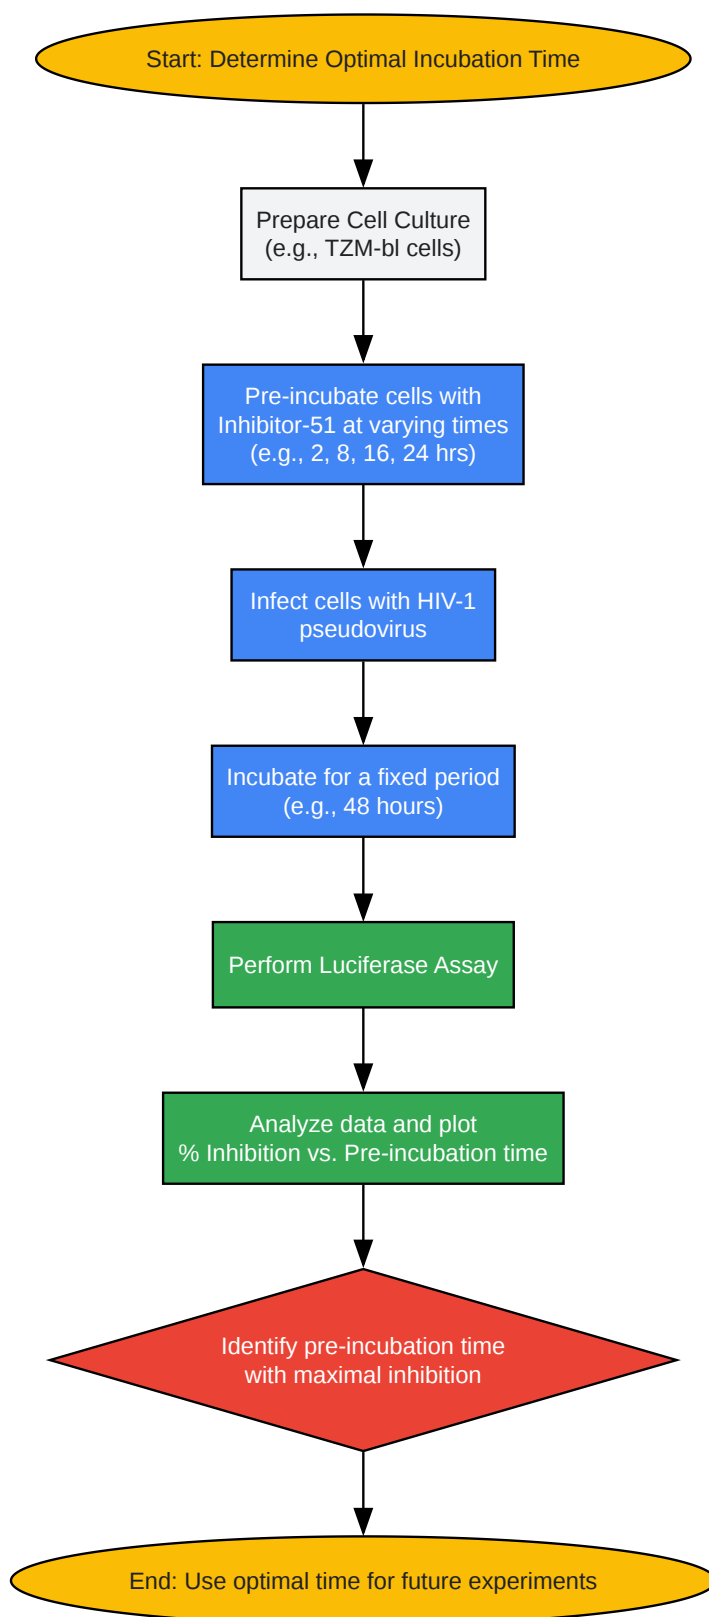 Start: Determine Optimal Incubation Time
Prepare Cell Culture
(e.g., TZM-bl cells)
Pre-incubate cells with
Inhibitor-51 at varying times
(e.g., 2, 8, 16, 24 hrs)
Infect cells with HIV-1
pseudovirus
Incubate for a fixed period
(e.g., 48 hours)
Perform Luciferase Assay
Analyze data and plot
% Inhibition vs. Pre-incubation time
Identify pre-incubation time
with maximal inhibition
End: Use optimal time for future experiments